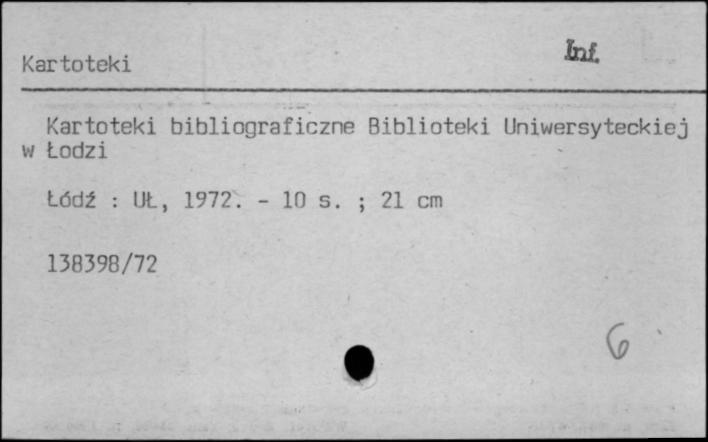 Inf.
Kartoteki
Kartoteki bibliograficzne Biblioteki Uniwersyteckiej
w Łodzi
Łódź : UŁ, 1972. - 10 s. ; 21 cm
138398/72
6